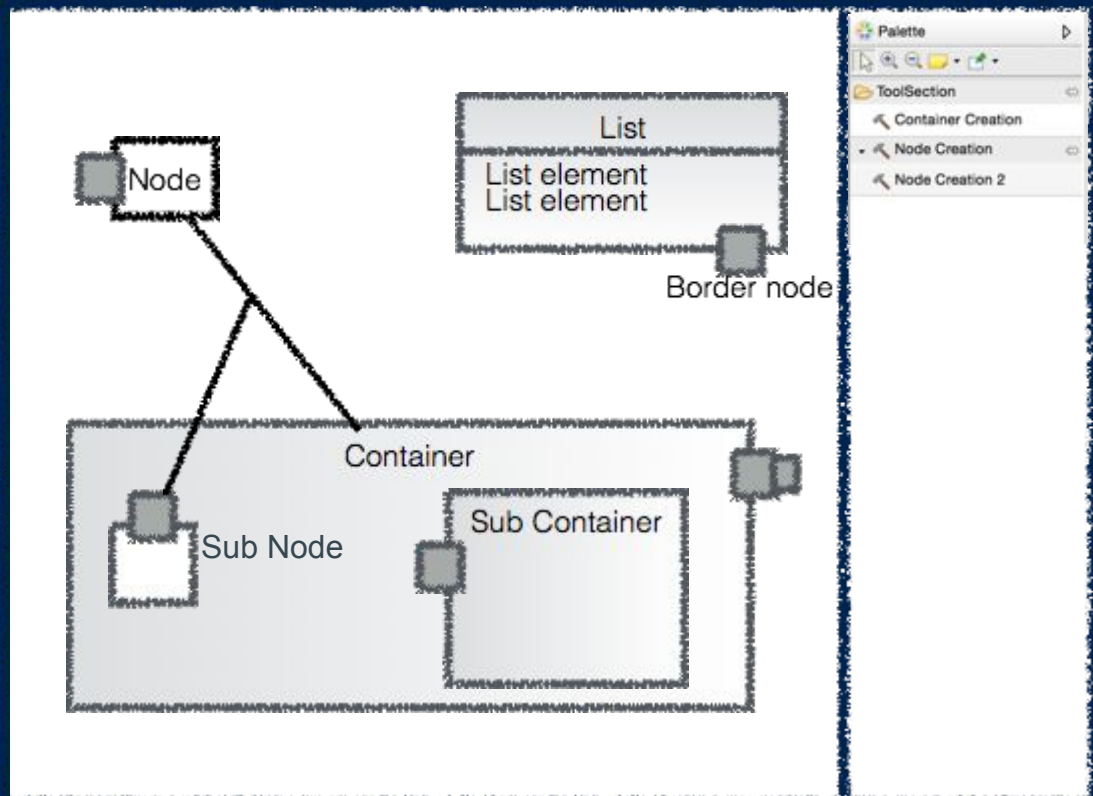 Node
List
List element
List element
Border node
Container
Sub Node
Sub Container
Palette
ToolSection
Container Creation
Node Creation
Node Creation 2